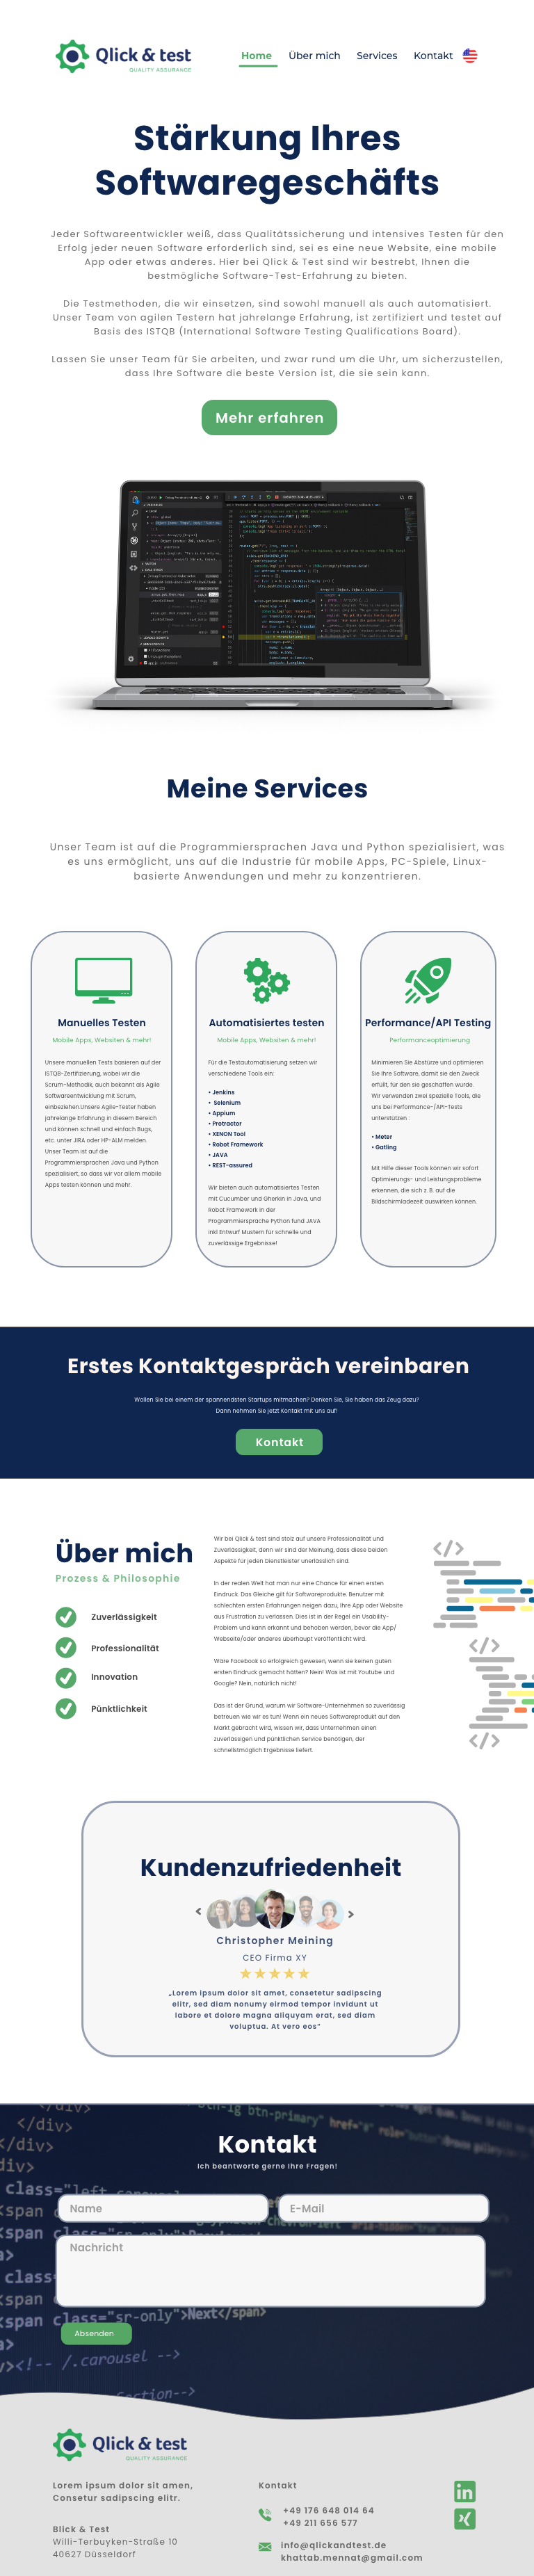 Qlick & test
QUALITY ASSURANCE
Home Über mich Services Kontakt
Stärkung Ihres
Softwaregeschäfts
Jeder Softwareentwickler weiß, dass Qualitätssicherung und intensives Testen für den
Erfolg jeder neuen Software erforderlich sind, sei es eine neue Website, eine mobile
App oder etwas anderes. Hier bei Qlick & Test sind wir bestrebt, Ihnen die
bestmögliche Software-Test-Erfahrung zu bieten.
Die Testmethoden, die wir einsetzen, sind sowohl manuell als auch automatisiert.
Unser Team von agilen Testern hat jahrelange Erfahrung, ist zertifiziert und testet auf
Basis des ISTQB (International Software Testing Qualifications Board).
Lassen Sie unser Team für Sie arbeiten, und zwar rund um die Uhr, um sicherzustellen,
dass Ihre Software die beste Version ist, die sie sein kann.
Mehr erfahren
Meine Services
Unser Team ist auf die Programmiersprachen Java und Python spezialisiert, was
es uns ermöglicht, uns auf die Industrie für mobile Apps, PC-Spiele, Linux-
basierte Anwendungen und mehr zu konzentrieren.
Manuelles Testen
Mobile Apps, Websiten & mehr!
Unsere manuellen Tests basieren auf der
ISTQB-Zertifizierung, wobei wir die
Scrum-Methodik, auch bekannt als Agile
Softwareentwicklung mit Scrum,
einbeziehen.Unsere Agile-Tester haben
jahrelange Erfahrung in diesem Bereich
und können schnell und einfach Bugs,
etc. unter JIRA oder HP-ALM melden.
Unser Team ist auf die
Programmiersprachen Java und Python
spezialisiert, so dass wir vor allem mobile
Apps testen können und mehr.
Automatisiertes testen
Mobile Apps, Websiten & mehr!
Für die Testautomatisierung setzen wir
verschiedene Tools ein:
• Jenkins
• Selenium
• Appium
• Protractor
• XENON Tool
• Robot Framework
• JAVA
• REST-assured
Wir bieten auch automatisiertes Testen
mit Cucumber und Gherkin in Java, und
Robot Framework in der
Programmiersprache Python fund JAVA
inkl Entwurf Mustern für schnelle und
zuverlässige Ergebnisse!
Performance/API Testing
Performanceoptimierung
Minimieren Sie Abstürze und optimieren
Sie Ihre Software, damit sie den Zweck
erfüllt, für den sie geschaffen wurde.
Wir verwenden zwei spezielle Tools, die
uns bei Performance-/API-Tests
unterstützen :
• Meter
• Gatling
Mit Hilfe dieser Tools können wir sofort
Optimierungs- und Leistungsprobleme
erkennen, die sich z. B. auf die
Bildschirmladezeit auswirken können.
Erstes Kontaktgespräch vereinbaren
Wollen Sie bei einem der spannendsten Startups mitmachen? Denken Sie, Sie haben das Zeug dazu?
Dann nehmen Sie jetzt Kontakt mit uns auf!
Kontakt
Über mich
Prozess & Philosophie
Zuverlässigkeit
Professionalität
Innovation
Pünktlichkeit
Wir bei Qlick & test sind stolz auf unsere Professionalität und
Zuverlässigkeit, denn wir sind der Meinung, dass diese beiden
Aspekte für jeden Dienstleister unerlässlich sind.
In der realen Welt hat man nur eine Chance für einen ersten
Eindruck. Das Gleiche gilt für Softwareprodukte. Benutzer mit
schlechten ersten Erfahrungen neigen dazu, Ihre App oder Website
aus Frustration zu verlassen. Dies ist in der Regel ein Usability-
Problem und kann erkannt und behoben werden, bevor die App/
Webseite/oder anderes überhaupt veröffentlicht wird.
Wäre Facebook so erfolgreich gewesen, wenn sie keinen guten
ersten Eindruck gemacht hätten? Nein! Was ist mit Youtube und
Google? Nein, natürlich nicht!
Das ist der Grund, warum wir Software-Unternehmen so zuverlässig
betreuen wie wir es tun! Wenn ein neues Softwareprodukt auf den
Markt gebracht wird, wissen wir, dass Unternehmen einen
zuverlässigen und pünktlichen Service benötigen, der
schnellstmöglich Ergebnisse liefert.
</>
</>
</>
Kundenzufriedenheit
< >
Christopher Meining
CEO Firma XY
„Lorem ipsum dolor sit amet, consetetur sadipscing
elitr, sed diam nonumy eirmod tempor invidunt ut
labore et dolore magna aliquyam erat, sed diam
voluptua. At vero eos“
Kontakt
Ich beantworte gerne Ihre Fragen!
Name
E-Mail
Nachricht
Absenden
</div>
</div>
class="left
<span
<span class="sr-only">Next</span>
<!-- /.carousel -->
Qlick & test
QUALITY ASSURANCE
Lorem ipsum dolor sit amen,
Consetur sadipscing elitr.
Blick & Test
Willi-Terbuyken-Straße 10
40627 Düsseldorf
Kontakt
+49 176 648 014 64
+49 211 656 577
info@qlickandtest.de
khattab.mennat@gmail.com
in